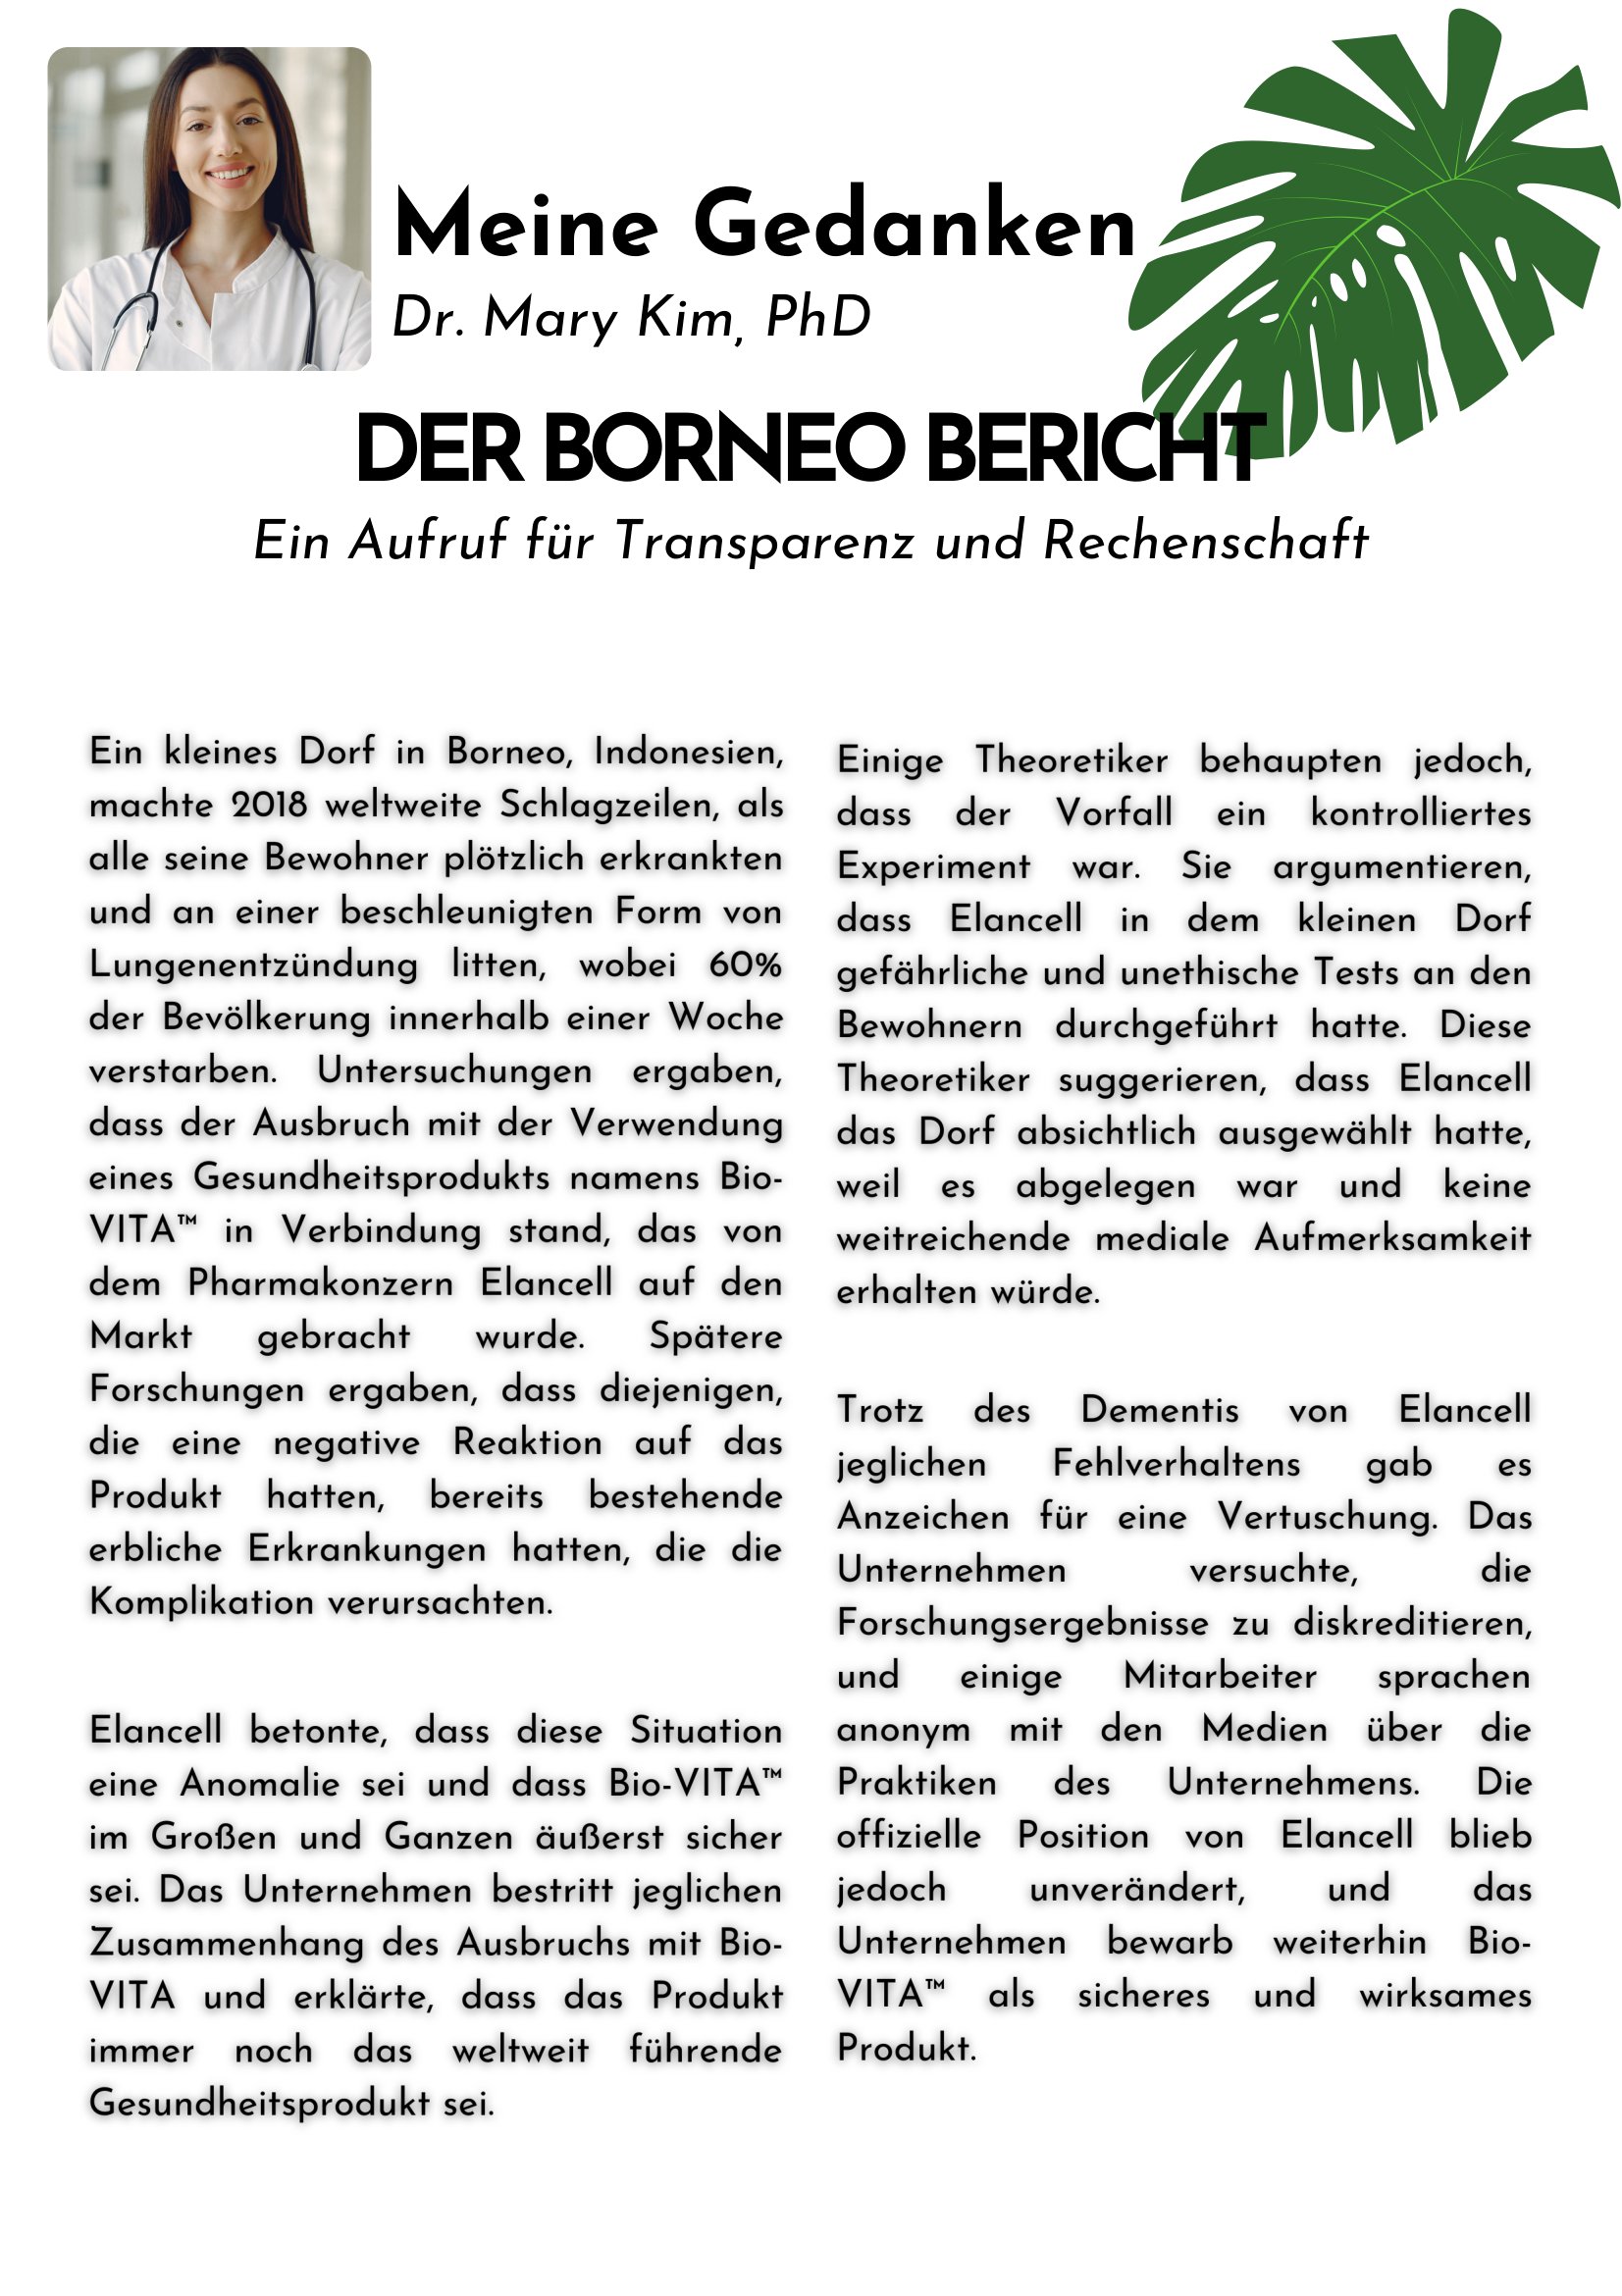 Meine Gedanken
Dr. Mary Kim, PhD
DER BORNEO BERICHT
Ein Aufruf für Transparenz und Rechenschaft
Ein kleines Dorf in Borneo, Indonesien,
machte 2018 weltweite Schlagzeilen, als
alle seine Bewohner plötzlich erkrankten
und an einer beschleunigten Form von
Lungenentzündung litten, wobei 60%
der Bevölkerung innerhalb einer Woche
verstarben. Untersuchungen ergaben,
dass der Ausbruch mit der Verwendung
eines Gesundheitsprodukts namens Bio-
VITA™ in Verbindung stand, das von
dem Pharmakonzern Elancell auf den
Markt gebracht wurde. Spätere
Forschungen ergaben, dass diejenigen,
die eine negative Reaktion auf das
Produkt hatten, bereits bestehende
erbliche Erkrankungen hatten, die die
Komplikation verursachten.
Elancell betonte, dass diese Situation
eine Anomalie sei und dass Bio-VITA™
im Großen und Ganzen äußerst sicher
sei. Das Unternehmen bestritt jeglichen
Zusammenhang des Ausbruchs mit Bio-
VITA und erklärte, dass das Produkt
immer noch das weltweit führende
Gesundheitsprodukt sei.
Einige Theoretiker behaupten jedoch,
dass der Vorfall ein kontrolliertes
Experiment war. Sie argumentieren,
dass Elancell in dem kleinen Dorf
gefährliche und unethische Tests an den
Bewohnern durchgeführt hatte. Diese
Theoretiker suggerieren, dass Elancell
das Dorf absichtlich ausgewählt hatte,
weil es abgelegen war und keine
weitreichende mediale Aufmerksamkeit
erhalten würde.
Trotz des Dementis von Elancell
jeglichen Fehlverhaltens gab es
Anzeichen für eine Vertuschung. Das
Unternehmen versuchte, die
Forschungsergebnisse zu diskreditieren,
und einige Mitarbeiter sprachen
anonym mit den Medien über die
Praktiken des Unternehmens. Die
offizielle Position von Elancell blieb
jedoch unverändert, und das
Unternehmen bewarb weiterhin Bio-
VITA™ als sicheres und wirksames
Produkt.